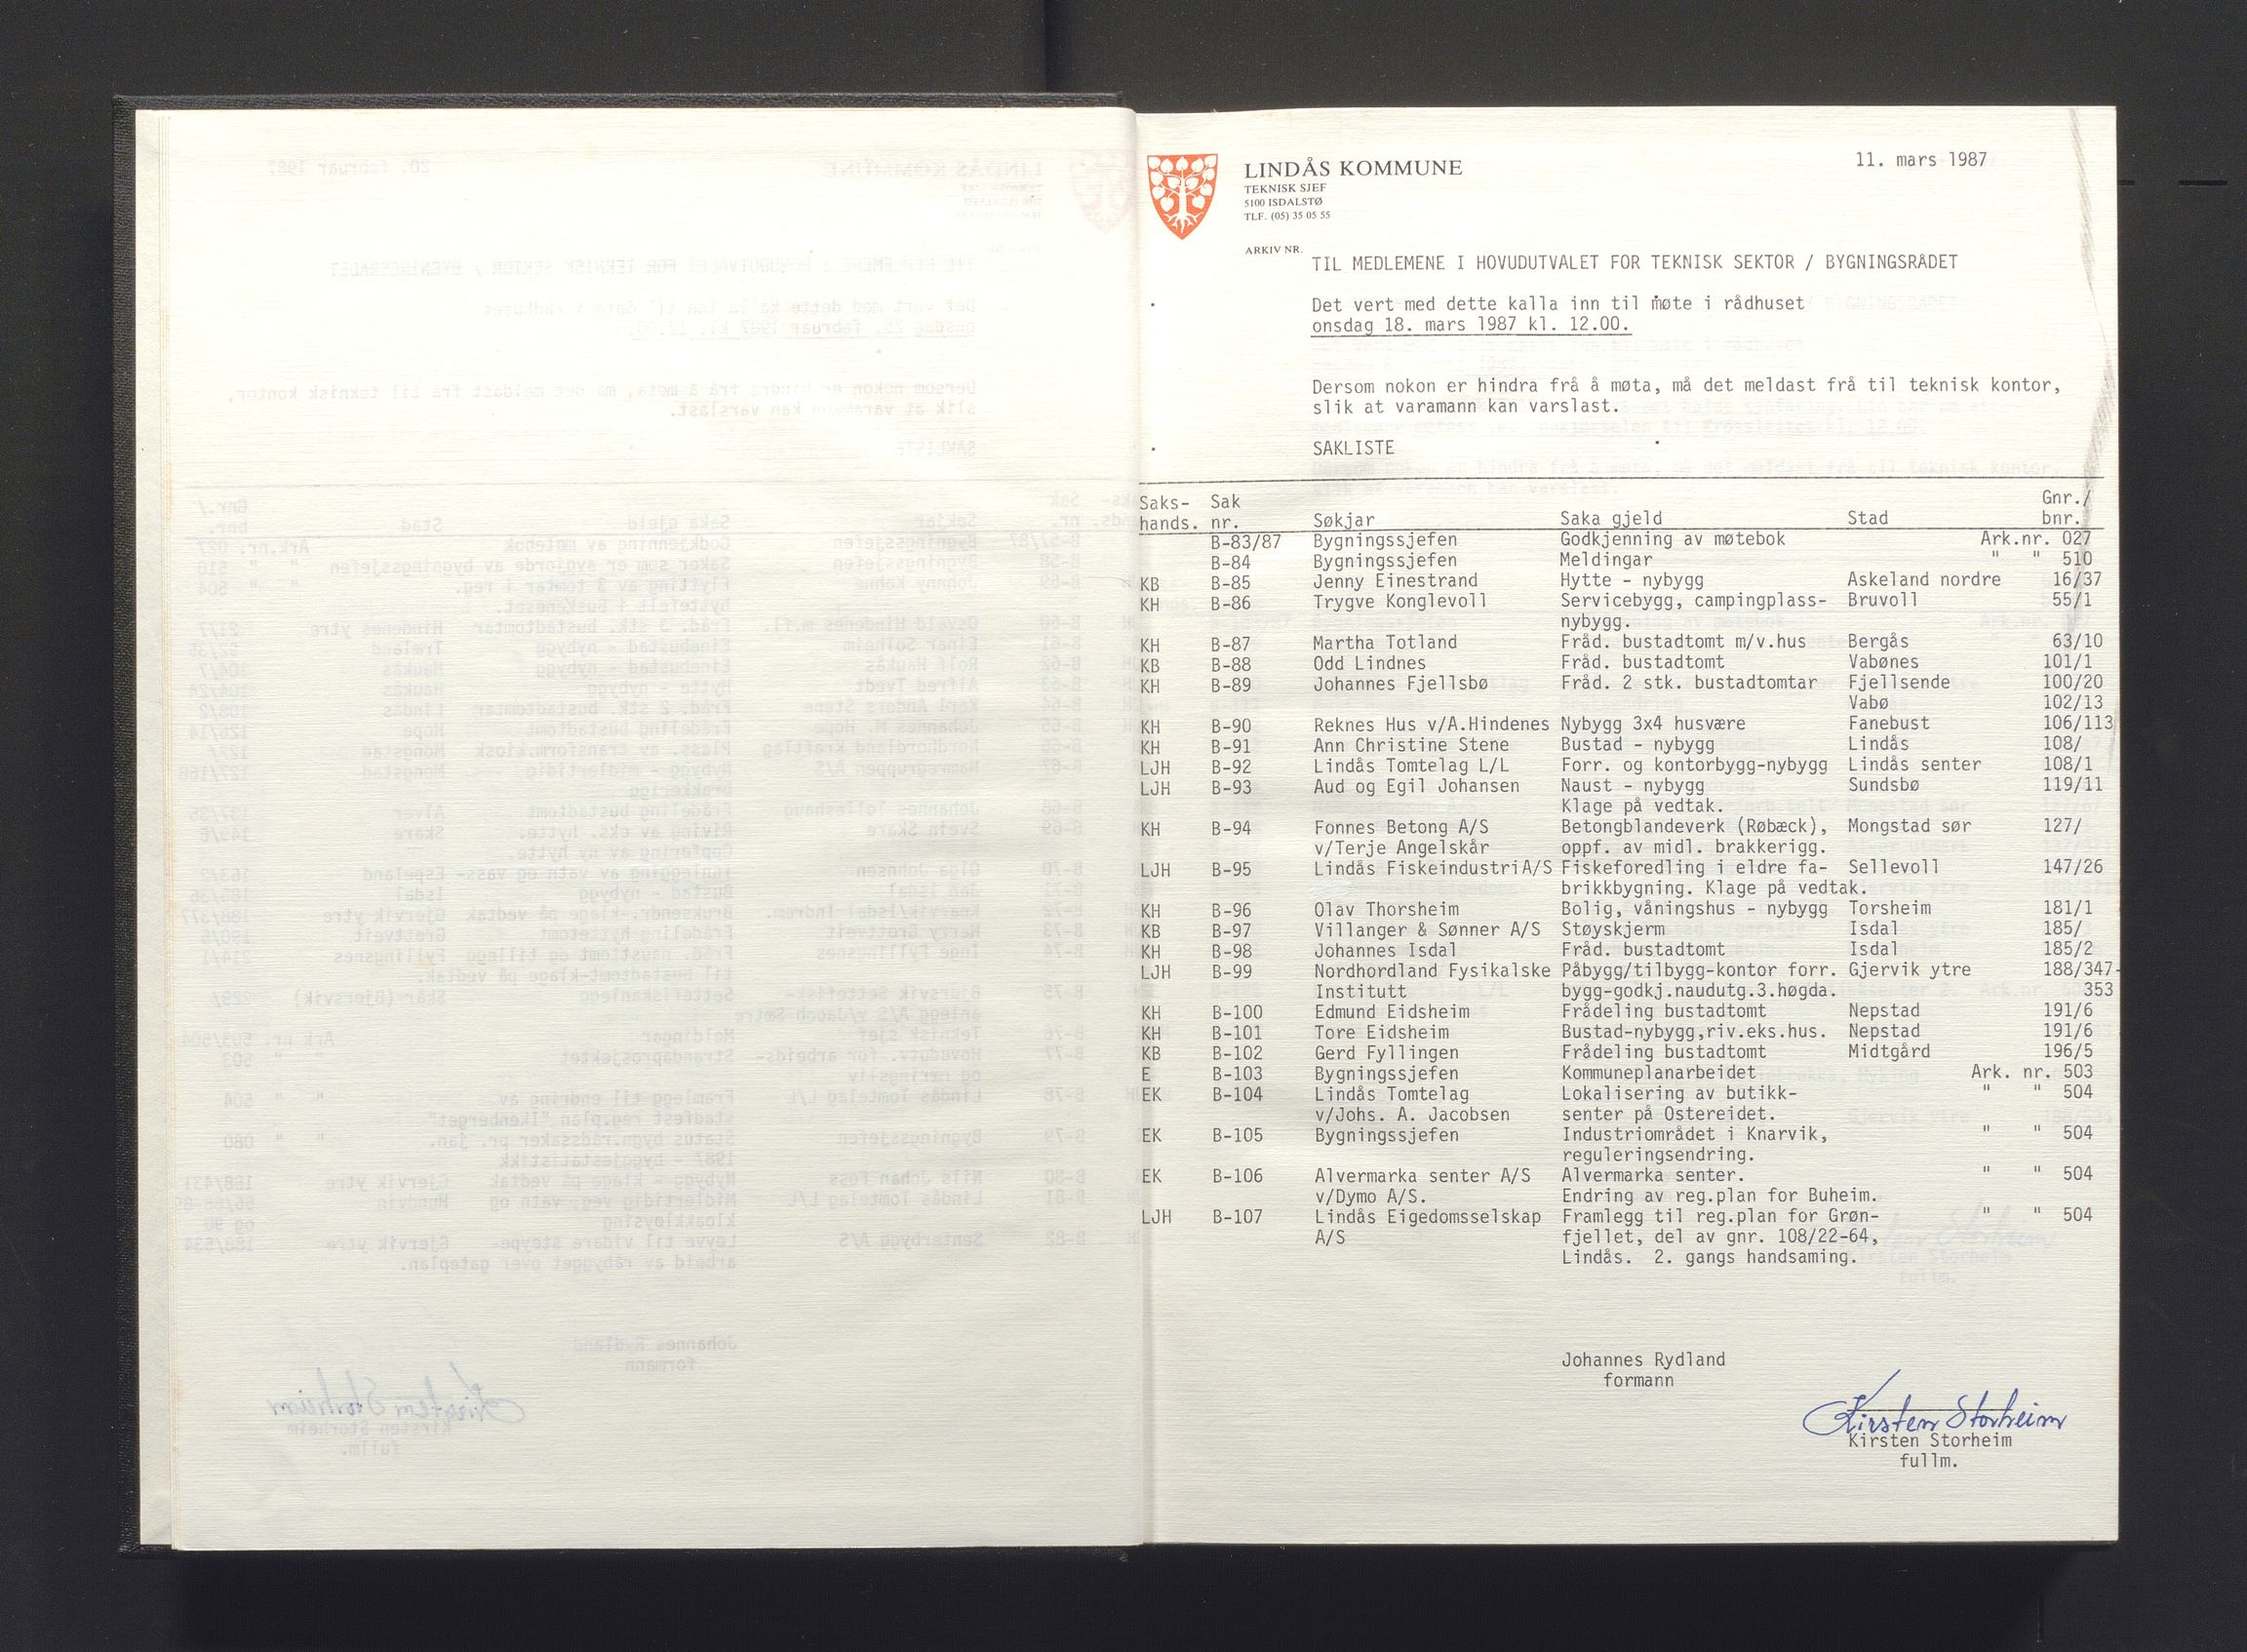 LINDÅS KOMMUNE
TEKNISK SJEF
5100 ISDALSTØ
TLF. (05) 35 05 55
11. mars 1987
ARKIV NR.
TIL MEDLEMENE I HOVUDUTVALET FOR TEKNISK SEKTOR / BYGNINGSRÅDET
Det vert med dette kalla inn til møte i rådhuset
onsdag 18. mars 1987 kl. 12.00.
Dersom nokon er hindra frå å møta, må det meldast frå til teknisk kontor,
slik at varamann kan varslast.
SAKLISTE
Saks- Sak Gnr./
hands. nr. Søkjar Saka gjeld Stad bnr.
B-83/87 Bygningssjefen Godkjenning av møtebok Ark.nr. 027
B-84 Bygningssjefen Meldingar " " 510
KB B-85 Jenny Einestrand Hytte - nybygg Askeland nordre 16/37
KH B-86 Trygve Konglevoll Servicebygg, campingplass- Bruvoll 55/1
nybygg.
KH B-87 Martha Totland Fråd. bustadtomt m/v.hus Bergås 63/10
KB B-88 Odd Lindnes Fråd. bustadtomt Vabønes 101/1
KH B-89 Johannes Fjellsbø Fråd. 2 stk. bustadtomtar Fjellsende 100/20
Vabø 102/13
KH B-90 Reknes Hus v/A.Hindenes Nybygg 3x4 husvære Fanebust 106/113
KH B-91 Ann Christine Stene Bustad - nybygg Lindås 108/
LJH B-92 Lindås Tomtelag L/L Forr. og kontorbygg-nybygg Lindås senter 108/1
LJH B-93 Aud og Egil Johansen Naust - nybygg Sundsbø 119/11
Klage på vedtak.
KH B-94 Fonnes Betong A/S Betongblandeverk (Røbæck), Mongstad sør 127/
v/Terje Angelskår oppf. av midl. brakkerigg.
LJH B-95 Lindås FiskeindustriA/S Fiskeforedling i eldre fa- Sellevoll 147/26
brikkbygning. Klage på vedtak.
KH B-96 Olav Thorsheim Bolig, våningshus - nybygg Torsheim 181/1
KB B-97 Villanger & Sønner A/S Støyskjerm Isdal 185/
KH B-98 Johannes Isdal Fråd. bustadtomt Isdal 185/2
LJH B-99 Nordhordland Fysikalske Påbygg/tilbygg-kontor forr. Gjervik ytre 188/347-
Institutt bygg-godkj.naudutg.3.høgda. 353
KH B-100 Edmund Eidsheim Frådeling bustadtomt Nepstad 191/6
KH B-101 Tore Eidsheim Bustad-nybygg,riv.eks.hus. Nepstad 191/6
KB B-102 Gerd Fyllingen Frådeling bustadtomt Midtgård 196/5
E B-103 Bygningssjefen Kommuneplanarbeidet Ark. nr. 503
EK B-104 Lindås Tomtelag Lokalisering av butikk- " " 504
v/Johs. A. Jacobsen senter på Ostereidet.
EK B-105 Bygningssjefen Industriområdet i Knarvik, " " 504
reguleringsendring.
EK B-106 Alvermarka senter A/S Alvermarka senter. " " 504
v/Dymo A/S. Endring av reg.plan for Buheim.
LJH B-107 Lindås Eigedomsselskap Framlegg til reg.plan for Grøn- " " 504
A/S fjellet, del av gnr. 108/22-64,
Lindås. 2. gangs handsaming.
Johannes Rydland
formann
Kirsten Storheim
Kirsten Storheim
fullm.